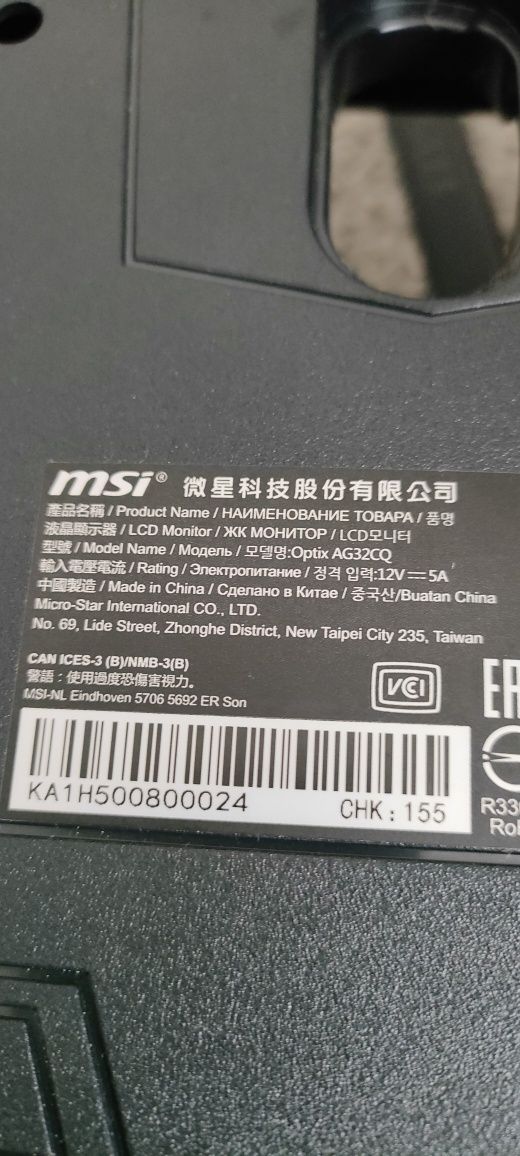 msi® 微星科技股份有限公司
產品名稱 / Product Name / НАИМЕНОВАНИЕ ТОВАРА / 품명
液晶顯示器 / LCD Monitor / ЖК МОНИТОР / LCD모니터
型號 / Model Name / Модель / 모델명:Optix AG32CQ
輸入電壓電流 / Rating / Электропитание / 정격 입력:12V⎓5A
中國製造 / Made in China / Сделано в Китае / 중국산/Buatan China
Micro-Star International CO., LTD.
No. 69, Lide Street, Zhonghe District, New Taipei City 235, Taiwan
CAN ICES-3 (B)/NMB-3(B)
警語：使用過度恐傷害視力。
MSI-NL Eindhoven 5706 5692 ER Son
VCCI
KA1H500800024
CHK : 155